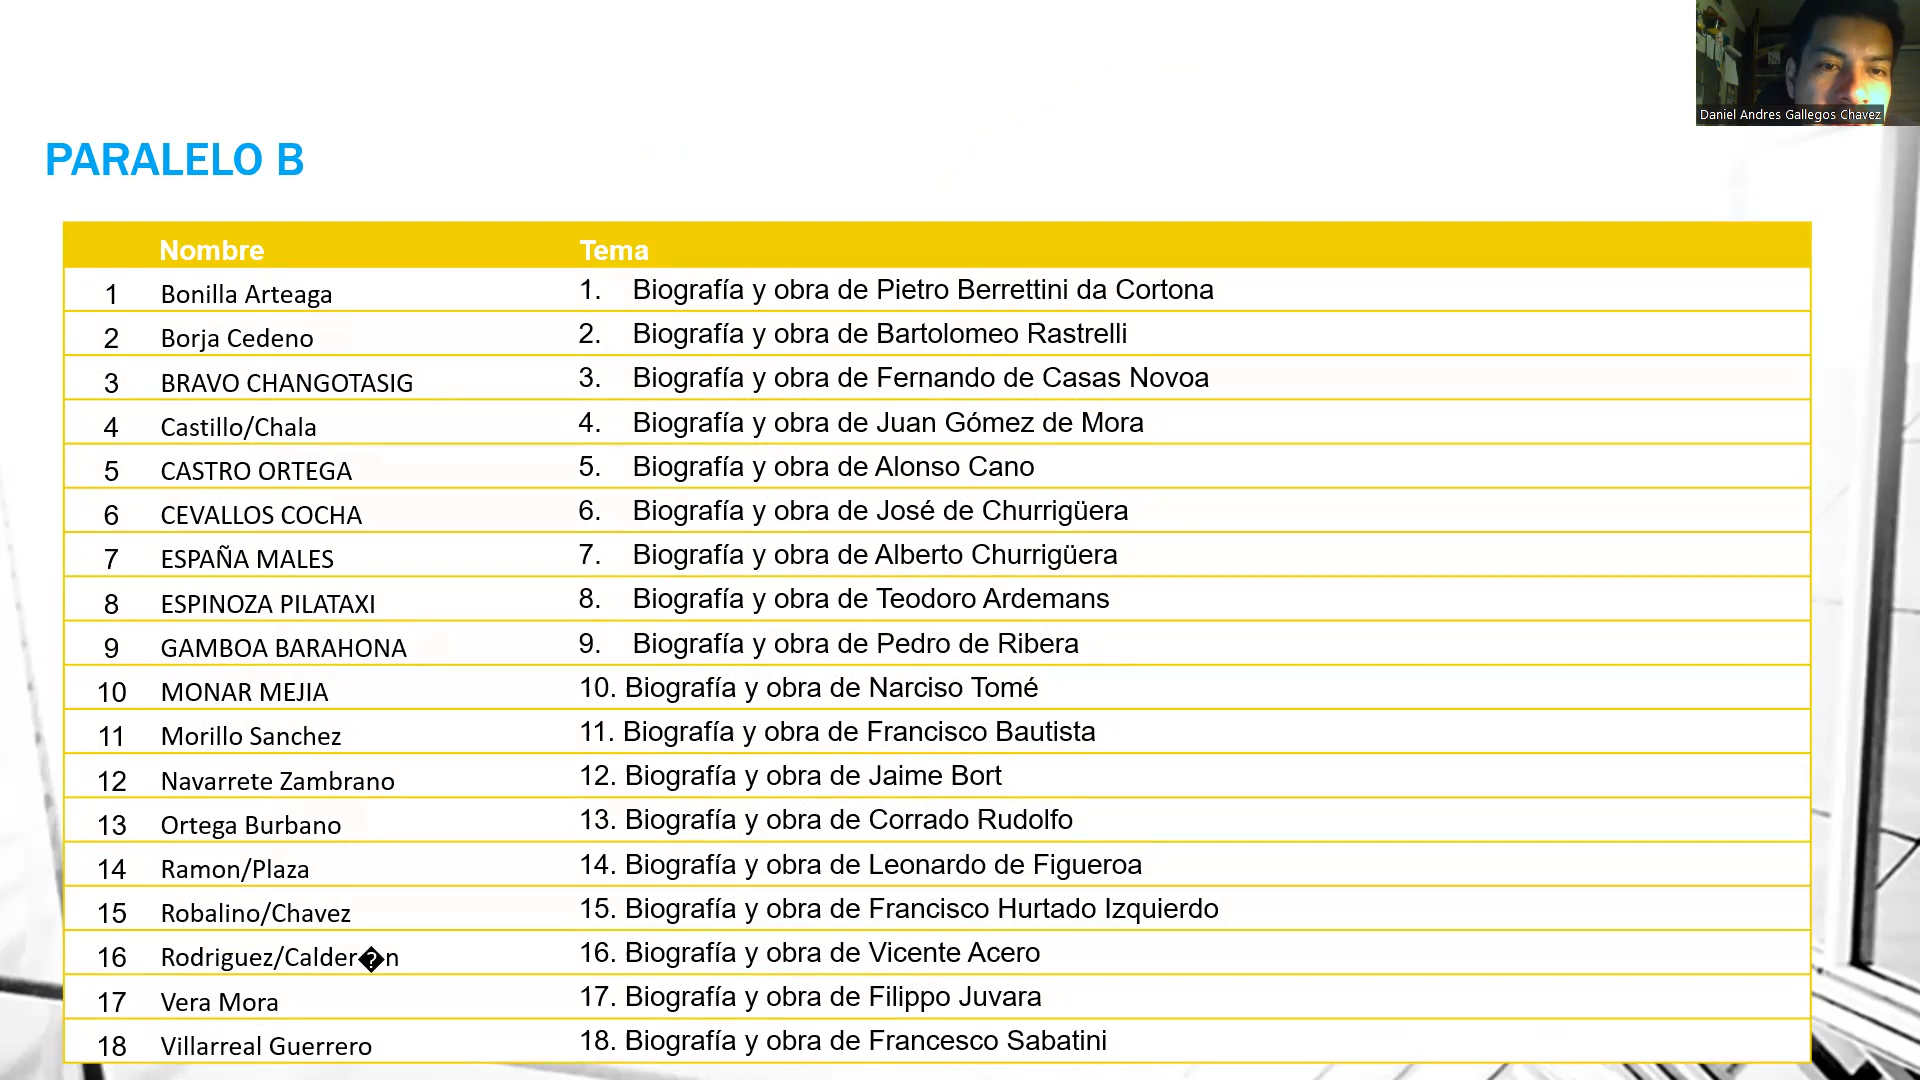 Daniel Andres Gallegos Chavez
PARALELO B
Nombre Tema
1 Bonilla Arteaga 1. Biografía y obra de Pietro Berrettini da Cortona
2 Borja Cedeno 2. Biografía y obra de Bartolomeo Rastrelli
3 BRAVO CHANGOTASIG 3. Biografía y obra de Fernando de Casas Novoa
4 Castillo/Chala 4. Biografía y obra de Juan Gómez de Mora
5 CASTRO ORTEGA 5. Biografía y obra de Alonso Cano
6 CEVALLOS COCHA 6. Biografía y obra de José de Churrigüera
7 ESPAÑA MALES 7. Biografía y obra de Alberto Churrigüera
8 ESPINOZA PILATAXI 8. Biografía y obra de Teodoro Ardemans
9 GAMBOA BARAHONA 9. Biografía y obra de Pedro de Ribera
10 MONAR MEJIA 10. Biografía y obra de Narciso Tomé
11 Morillo Sanchez 11. Biografía y obra de Francisco Bautista
12 Navarrete Zambrano 12. Biografía y obra de Jaime Bort
13 Ortega Burbano 13. Biografía y obra de Corrado Rudolfo
14 Ramon/Plaza 14. Biografía y obra de Leonardo de Figueroa
15 Robalino/Chavez 15. Biografía y obra de Francisco Hurtado Izquierdo
16 Rodriguez/Calder�n 16. Biografía y obra de Vicente Acero
17 Vera Mora 17. Biografía y obra de Filippo Juvara
18 Villarreal Guerrero 18. Biografía y obra de Francesco Sabatini